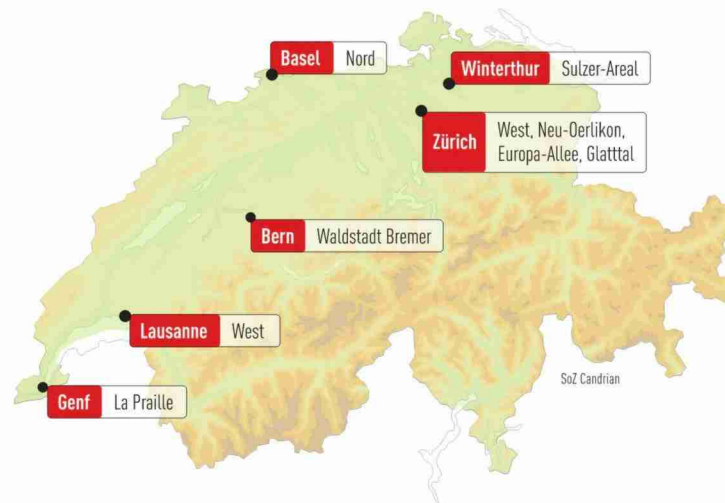 Basel Nord
Winterthur Sulzer-Areal
Zürich West, Neu-Oerlikon,
Europa-Allee, Glatttal
Bern Waldstadt Bremer
Lausanne West
SoZ Candrian
Genf La Praille